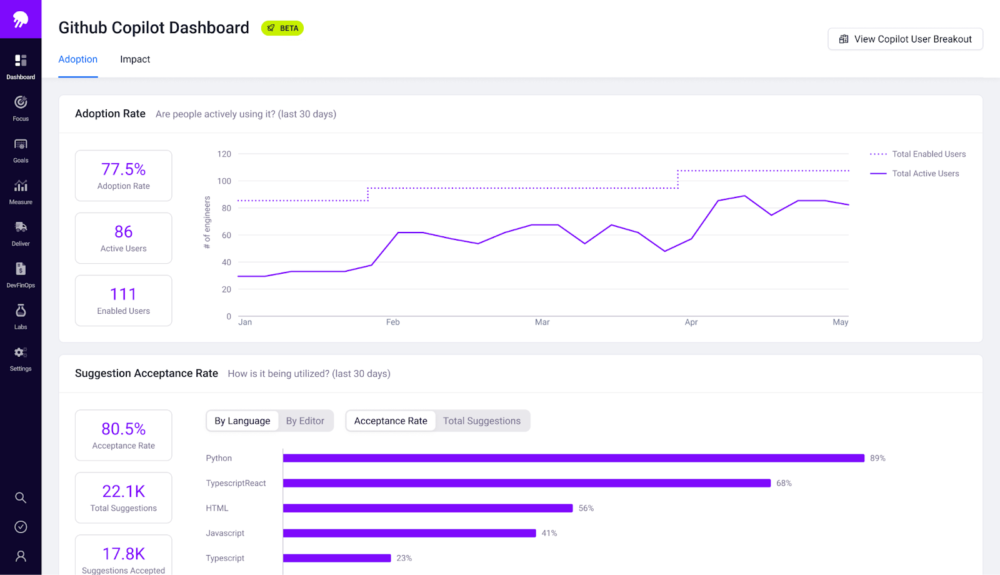 Github Copilot Dashboard
BETA
View Copilot User Breakout
Adoption
Impact
Dashboard
Focus
Goals
Measure
Deliver
DevFinOps
Labs
Settings
Adoption Rate Are people actively using it? (last 30 days)
77.5%
Adoption Rate
86
Active Users
111
Enabled Users
# of engineers
120
100
80
60
40
20
0
Jan
Feb
Mar
Apr
May
Total Enabled Users
Total Active Users
Suggestion Acceptance Rate How is it being utilized? (last 30 days)
80.5%
Acceptance Rate
22.1K
Total Suggestions
17.8K
Suggestions Accepted
By Language
By Editor
Acceptance Rate
Total Suggestions
Python 89%
TypescriptReact 68%
HTML 56%
Javascript 41%
Typescript 23%